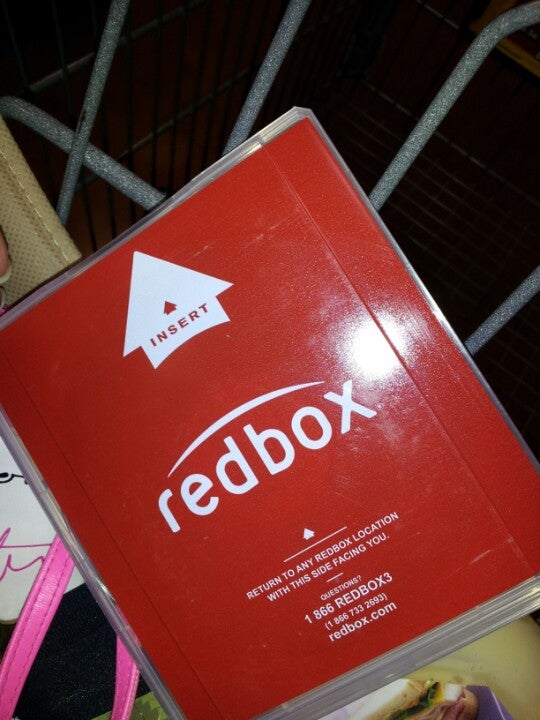 INSERT
redbox
RETURN TO ANY REDBOX LOCATION
WITH THIS SIDE FACING YOU.
QUESTIONS?
1 866 REDBOX3
(1 866 733 2693)
redbox.com